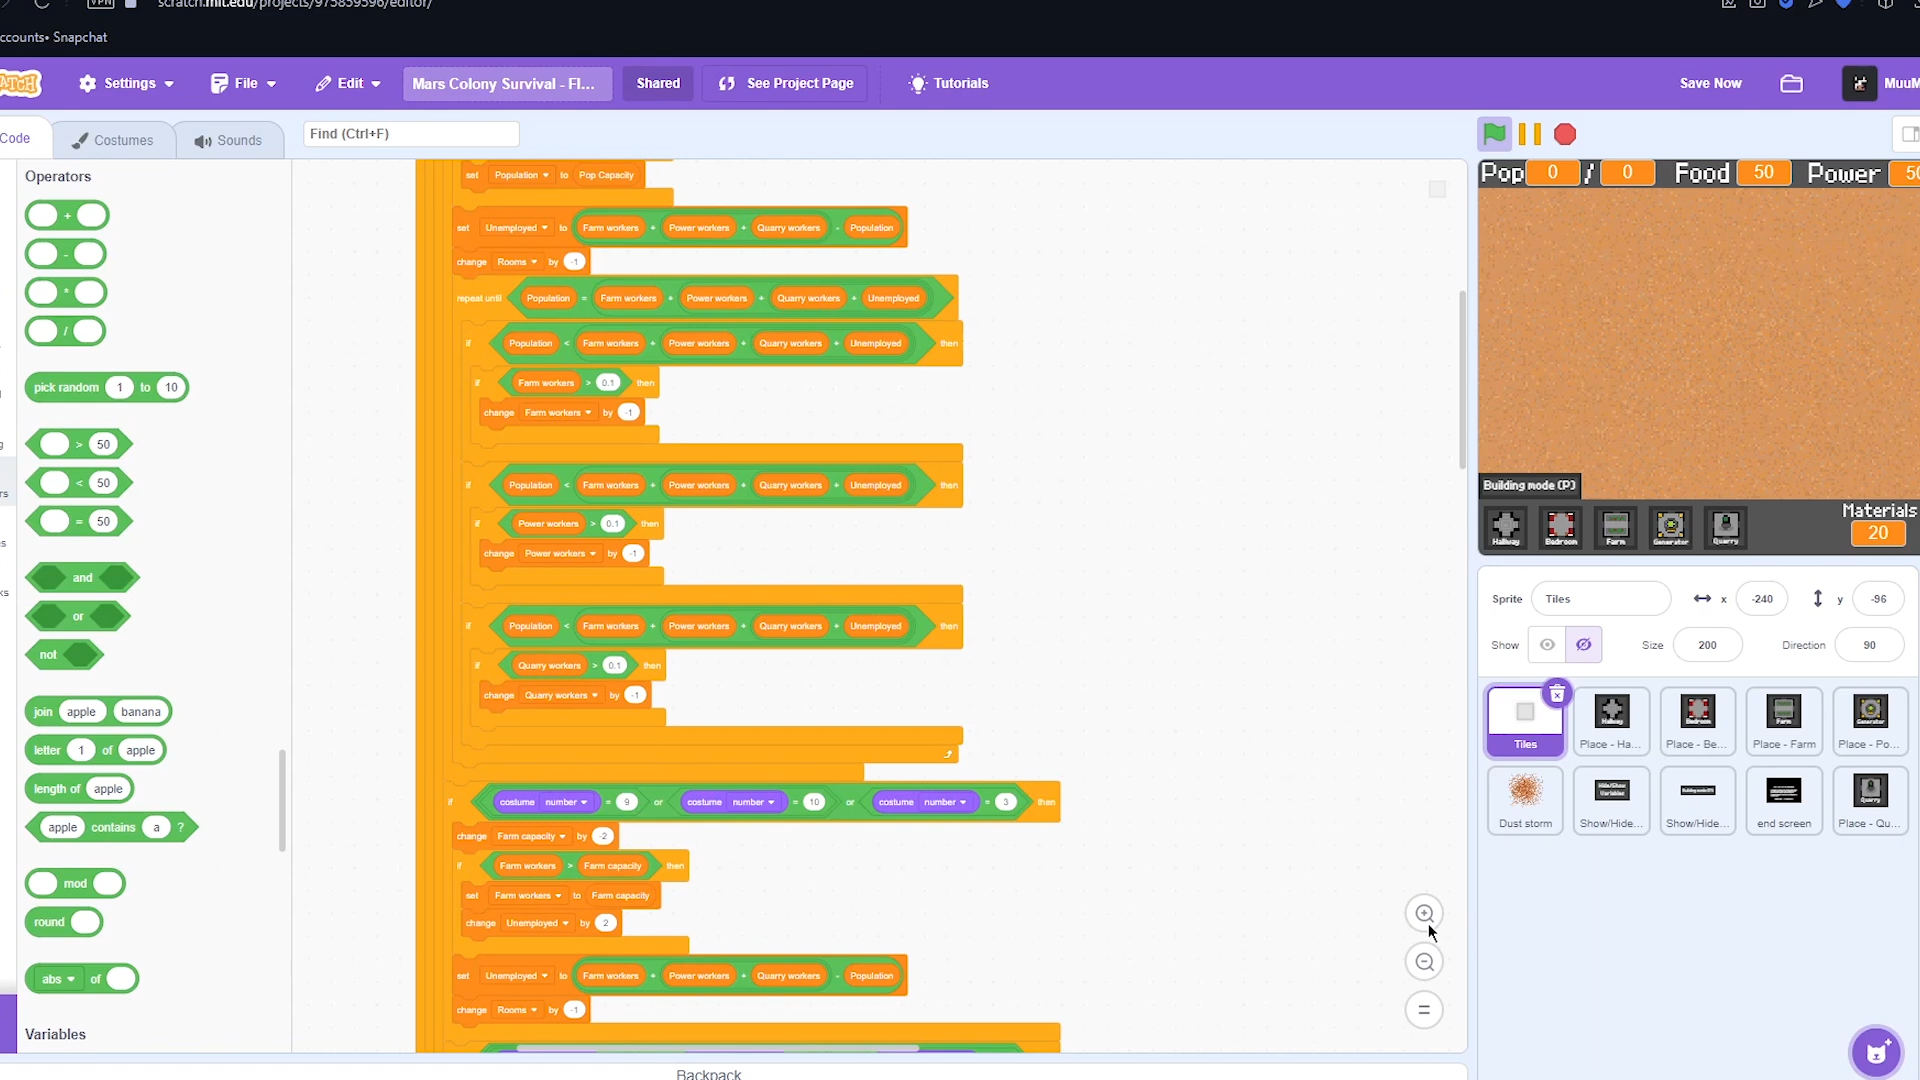 VPN scratch.mit.edu/projects/975859596/editor/
ccounts• Snapchat
Settings File Edit Mars Colony Survival - Fl... Shared See Project Page Tutorials Save Now MuuM
Code Costumes Sounds Find (Ctrl+F)
Operators
+
-
*
/
pick random 1 to 10
> 50
< 50
= 50
and
or
not
join apple banana
letter 1 of apple
length of apple
apple contains a ?
mod
round
abs of
Variables
set Population to Pop Capacity
set Unemployed to Farm workers + Power workers + Quarry workers - Population
change Rooms by -1
repeat until Population = Farm workers + Power workers + Quarry workers + Unemployed
if Population < Farm workers + Power workers + Quarry workers + Unemployed then
if Farm workers > 0.1 then
change Farm workers by -1
if Population < Farm workers + Power workers + Quarry workers + Unemployed then
if Power workers > 0.1 then
change Power workers by -1
if Population < Farm workers + Power workers + Quarry workers + Unemployed then
if Quarry workers > 0.1 then
change Quarry workers by -1
if costume number = 9 or costume number = 10 or costume number = 3 then
change Farm capacity by -2
if Farm workers > Farm capacity then
set Farm workers to Farm capacity
change Unemployed by 2
set Unemployed to Farm workers + Power workers + Quarry workers - Population
change Rooms by -1
Backpack
Pop 0 / 0 Food 50 Power 50
Building mode (P)
Materials
20
Hallway Bedroom Farm Generator Quarry
Sprite Tiles x -240 y -96
Show Size 200 Direction 90
Tiles Place - Ha... Place - Be... Place - Farm Place - Po...
Dust storm Show/Hide... Show/Hide... end screen Place - Qu...